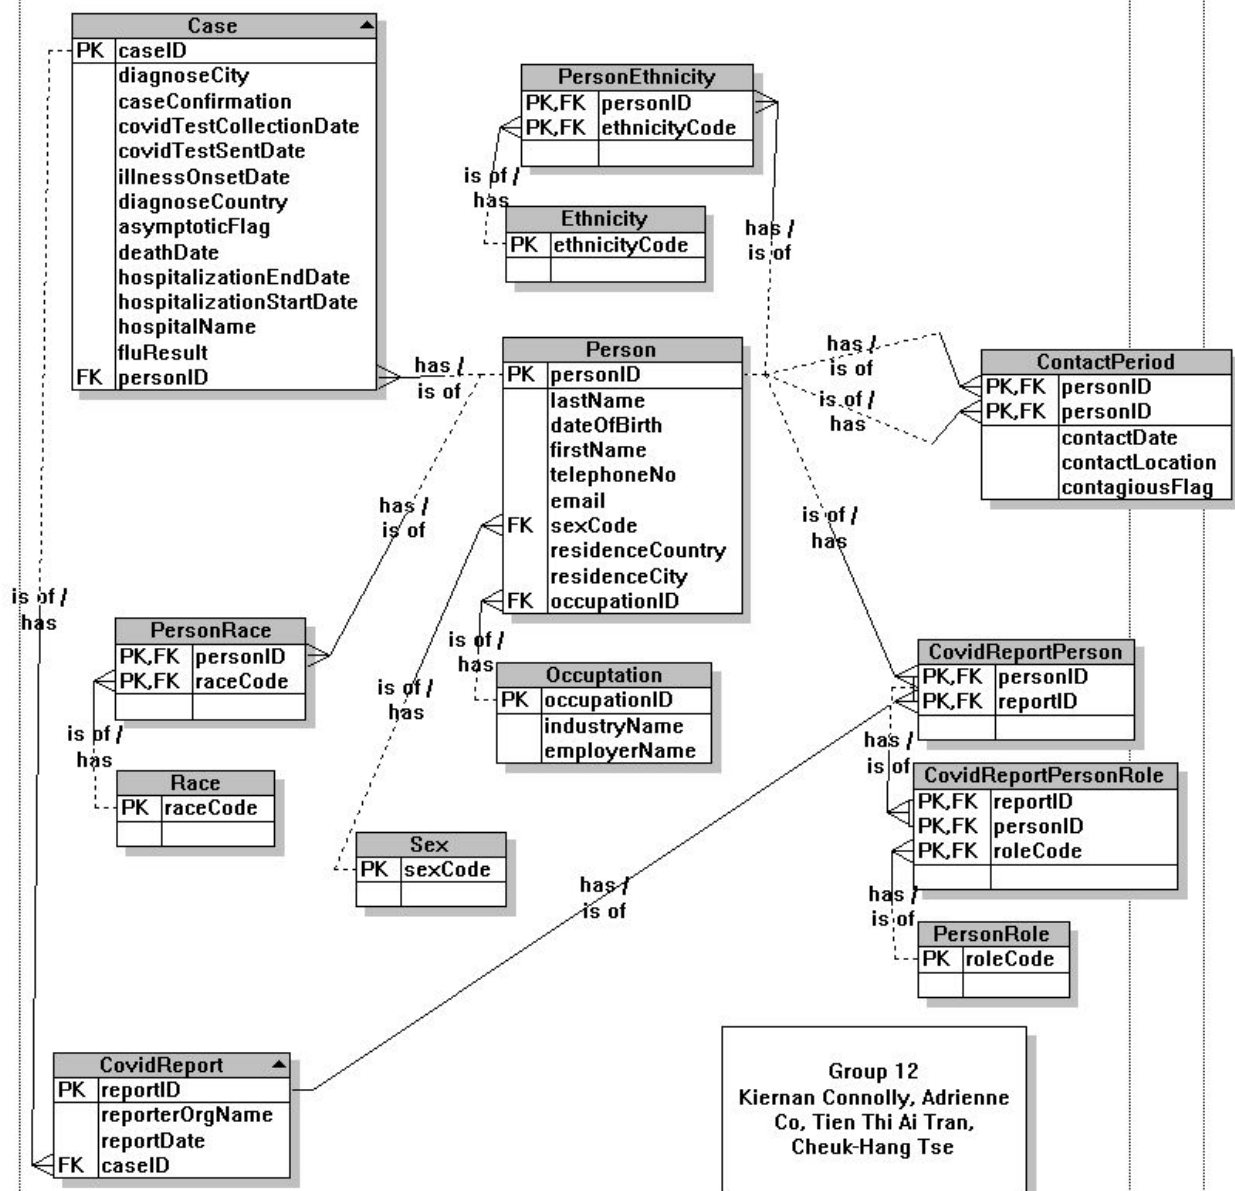 Case
PK caseID
diagnoseCity
caseConfirmation
covidTestCollectionDate
covidTestSentDate
illnessOnsetDate
diagnoseCountry
asymptoticFlag
deathDate
hospitalizationEndDate
hospitalizationStartDate
hospitalName
fluResult
FK personID
PersonEthnicity
PK,FK personID
PK,FK ethnicityCode
is of /
has
Ethnicity
PK ethnicityCode
has /
is of
has /
is of
Person
PK personID
lastName
dateOfBirth
firstName
telephoneNo
email
FK sexCode
residenceCountry
residenceCity
FK occupationID
has /
is of
is of /
has
ContactPeriod
PK,FK personID
PK,FK personID
contactDate
contactLocation
contagiousFlag
has /
is of
is of /
has
is of /
has
PersonRace
PK,FK personID
PK,FK raceCode
is of /
has
Race
PK raceCode
is of /
has
is of /
has
Occuptation
PK occupationID
industryName
employerName
Sex
PK sexCode
CovidReportPerson
PK,FK personID
PK,FK reportID
has /
is of
CovidReportPersonRole
PK,FK reportID
PK,FK personID
PK,FK roleCode
has /
is of
has /
is of
PersonRole
PK roleCode
CovidReport
PK reportID
reporterOrgName
reportDate
FK caseID
Group 12
Kiernan Connolly, Adrienne
Co, Tien Thi Ai Tran,
Cheuk-Hang Tse